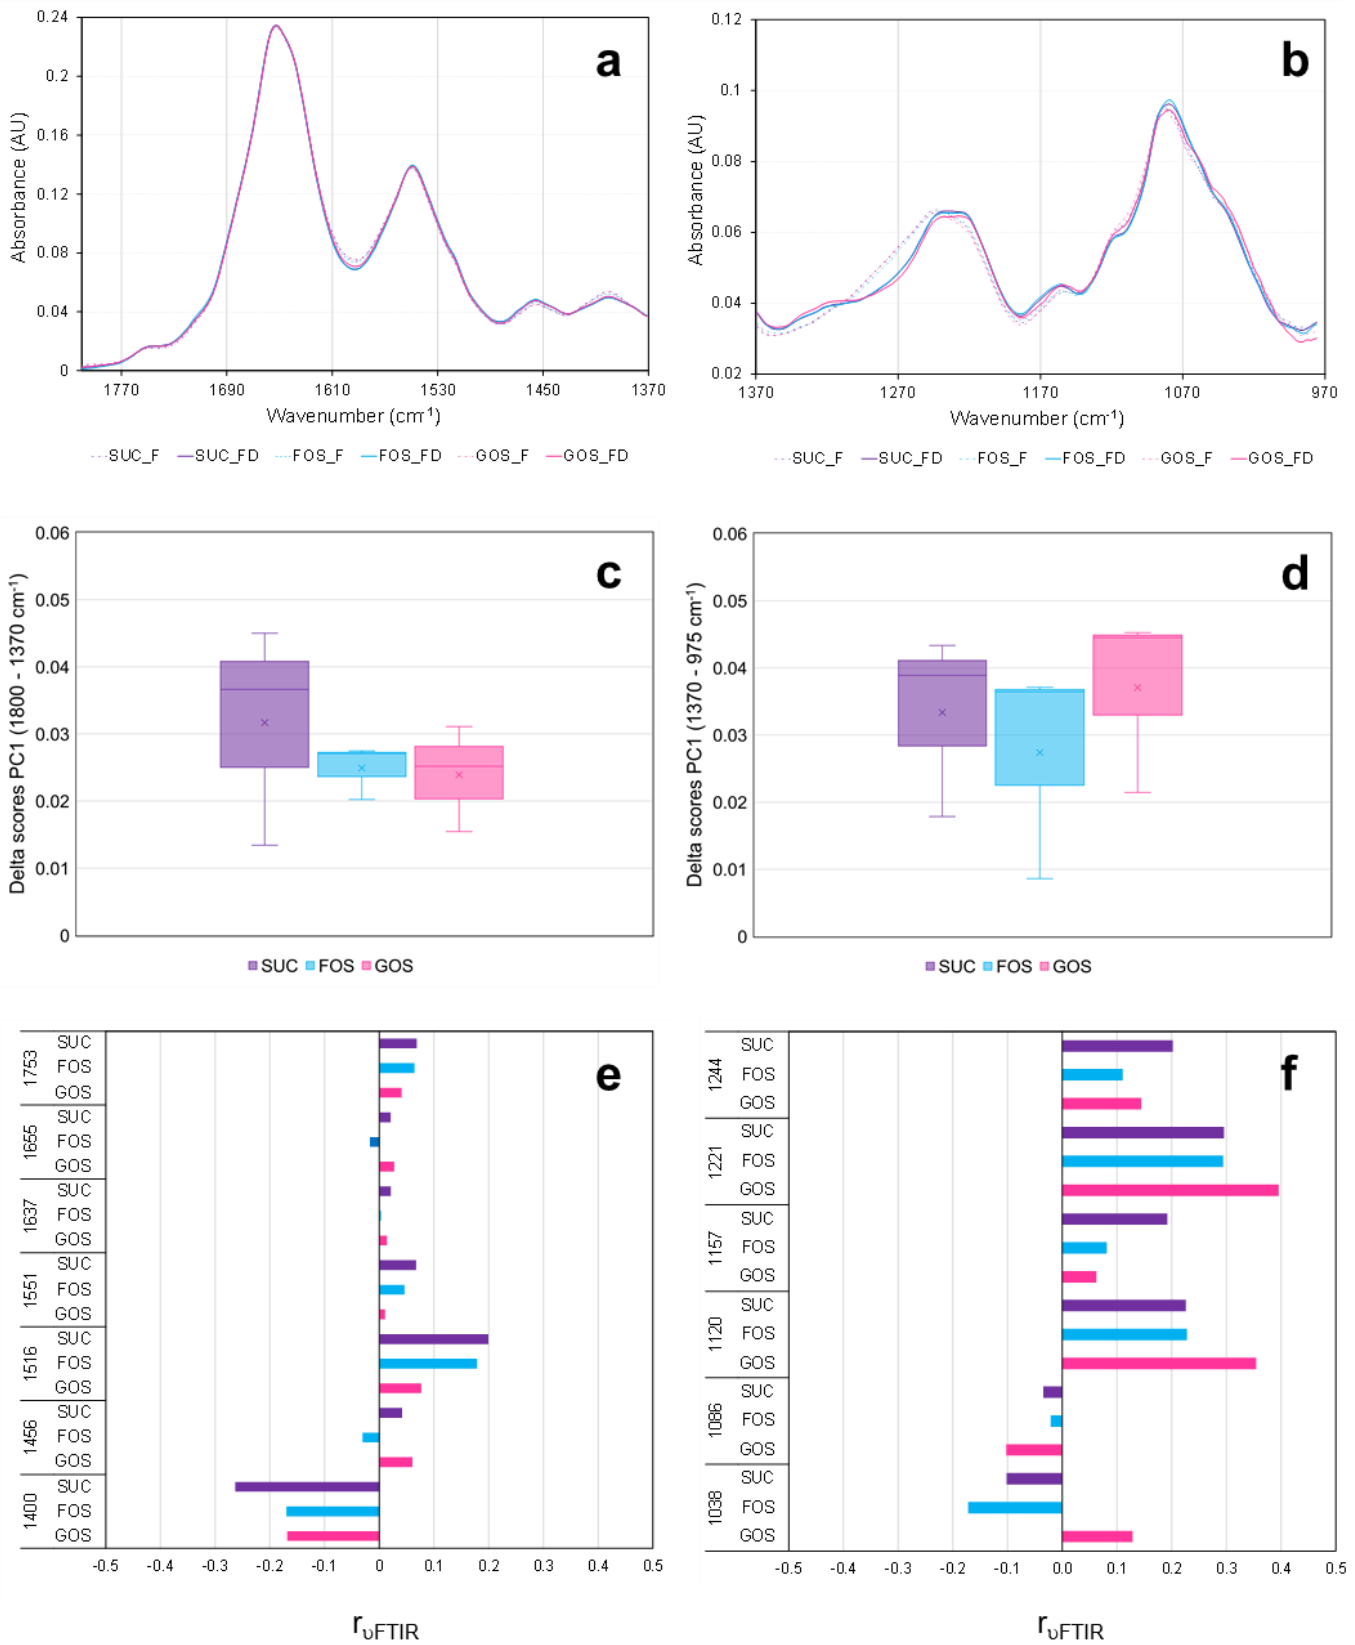 a
0.24
0.2
0.16
0.12
0.08
0.04
0
Absorbance (AU)
1770 1690 1610 1530 1450 1370
Wavenumber (cm⁻¹)
SUC_F SUC_FD FOS_F FOS_FD GOS_F GOS_FD
b
0.12
0.1
0.08
0.06
0.04
0.02
Absorbance (AU)
1370 1270 1170 1070 970
Wavenumber (cm⁻¹)
SUC_F SUC_FD FOS_F FOS_FD GOS_F GOS_FD
c
0.06
0.05
0.04
0.03
0.02
0.01
0
Delta scores PC1 (1800 - 1370 cm⁻¹)
SUC FOS GOS
d
0.06
0.05
0.04
0.03
0.02
0.01
0
Delta scores PC1 (1370 - 975 cm⁻¹)
SUC FOS GOS
e
1753
SUC
FOS
GOS
1655
SUC
FOS
GOS
1637
SUC
FOS
GOS
1551
SUC
FOS
GOS
1516
SUC
FOS
GOS
1456
SUC
FOS
GOS
1400
SUC
FOS
GOS
-0.5 -0.4 -0.3 -0.2 -0.1 0 0.1 0.2 0.3 0.4 0.5
rυFTIR
f
1244
SUC
FOS
GOS
1221
SUC
FOS
GOS
1157
SUC
FOS
GOS
1120
SUC
FOS
GOS
1086
SUC
FOS
GOS
1038
SUC
FOS
GOS
-0.5 -0.4 -0.3 -0.2 -0.1 0.0 0.1 0.2 0.3 0.4 0.5
rυFTIR